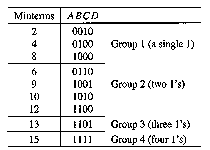 Minterms ABCD
2 0010
4 0100 Group 1 (a single 1)
8 1000
6 0110
9 1001 Group 2 (two 1's)
10 1010
12 1100
13 1101 Group 3 (three 1's)
15 1111 Group 4 (four 1's)